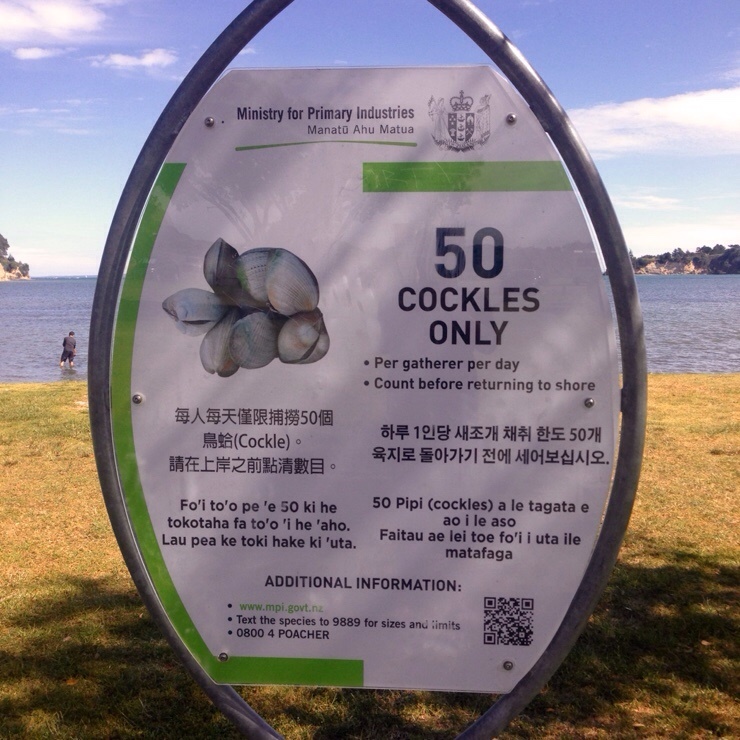 Ministry for Primary Industries
Manatū Ahu Matua
50
COCKLES
ONLY
• Per gatherer per day
• Count before returning to shore
每人每天僅限捕撈50個
鳥蛤(Cockle)。
請在上岸之前點清數目。
하루 1인당 새조개 채취 한도 50개
육지로 돌아가기 전에 세어보십시오.
Fo'i to'o pe 'e 50 ki he
tokotaha fa to'o 'i he 'aho.
Lau pea ke toki hake ki 'uta.
50 Pipi (cockles) a le tagata e
ao i le aso
Faitau ae lei toe fo'i i uta ile
matafaga
ADDITIONAL INFORMATION:
• www.mpi.govt.nz
• Text the species to 9889 for sizes and limits
• 0800 4 POACHER